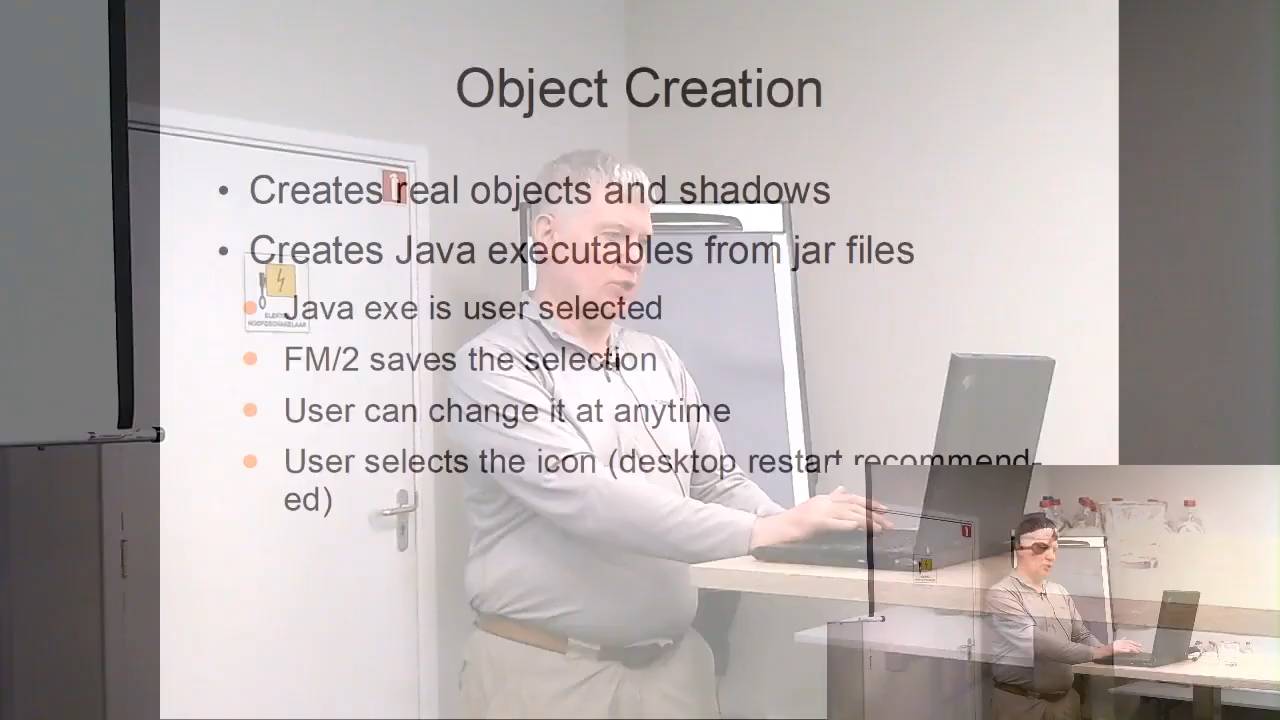 Object Creation
• Creates real objects and shadows
• Creates Java executables from jar files
• Java exe is user selected
• FM/2 saves the selection
• User can change it at anytime
• User selects the icon (desktop restart recommend-
ed)
HOOFDSCHAKELAAR